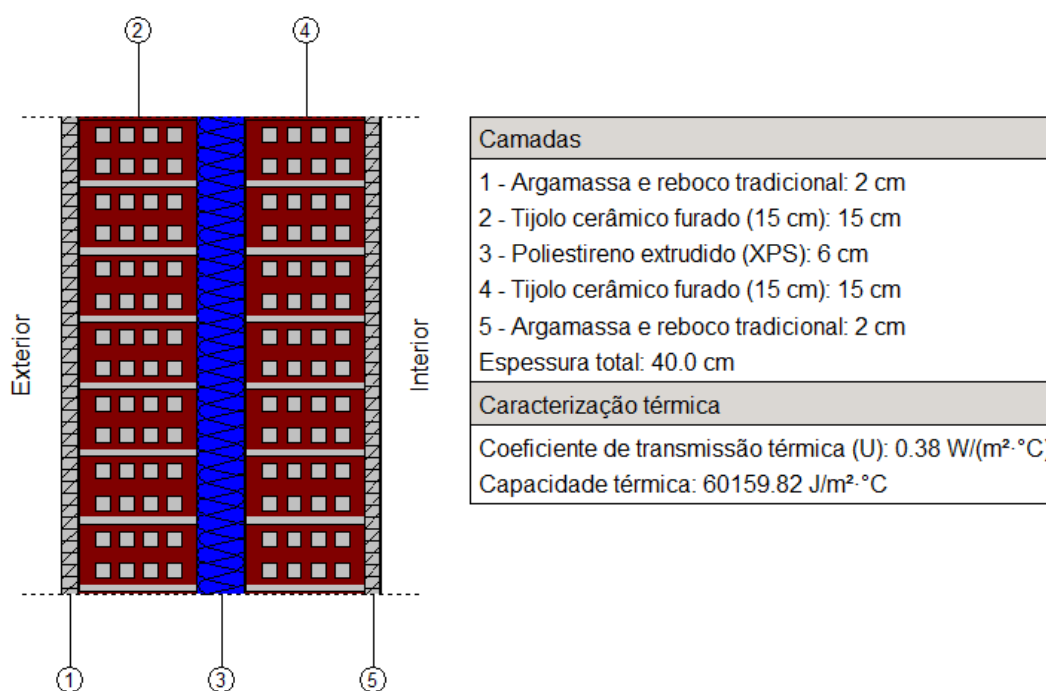 2
4
Exterior
Interior
1
3
5
Camadas
1 - Argamassa e reboco tradicional: 2 cm
2 - Tijolo cerâmico furado (15 cm): 15 cm
3 - Poliestireno extrudido (XPS): 6 cm
4 - Tijolo cerâmico furado (15 cm): 15 cm
5 - Argamassa e reboco tradicional: 2 cm
Espessura total: 40.0 cm
Caracterização térmica
Coeficiente de transmissão térmica (U): 0.38 W/(m²·°C)
Capacidade térmica: 60159.82 J/m²·°C